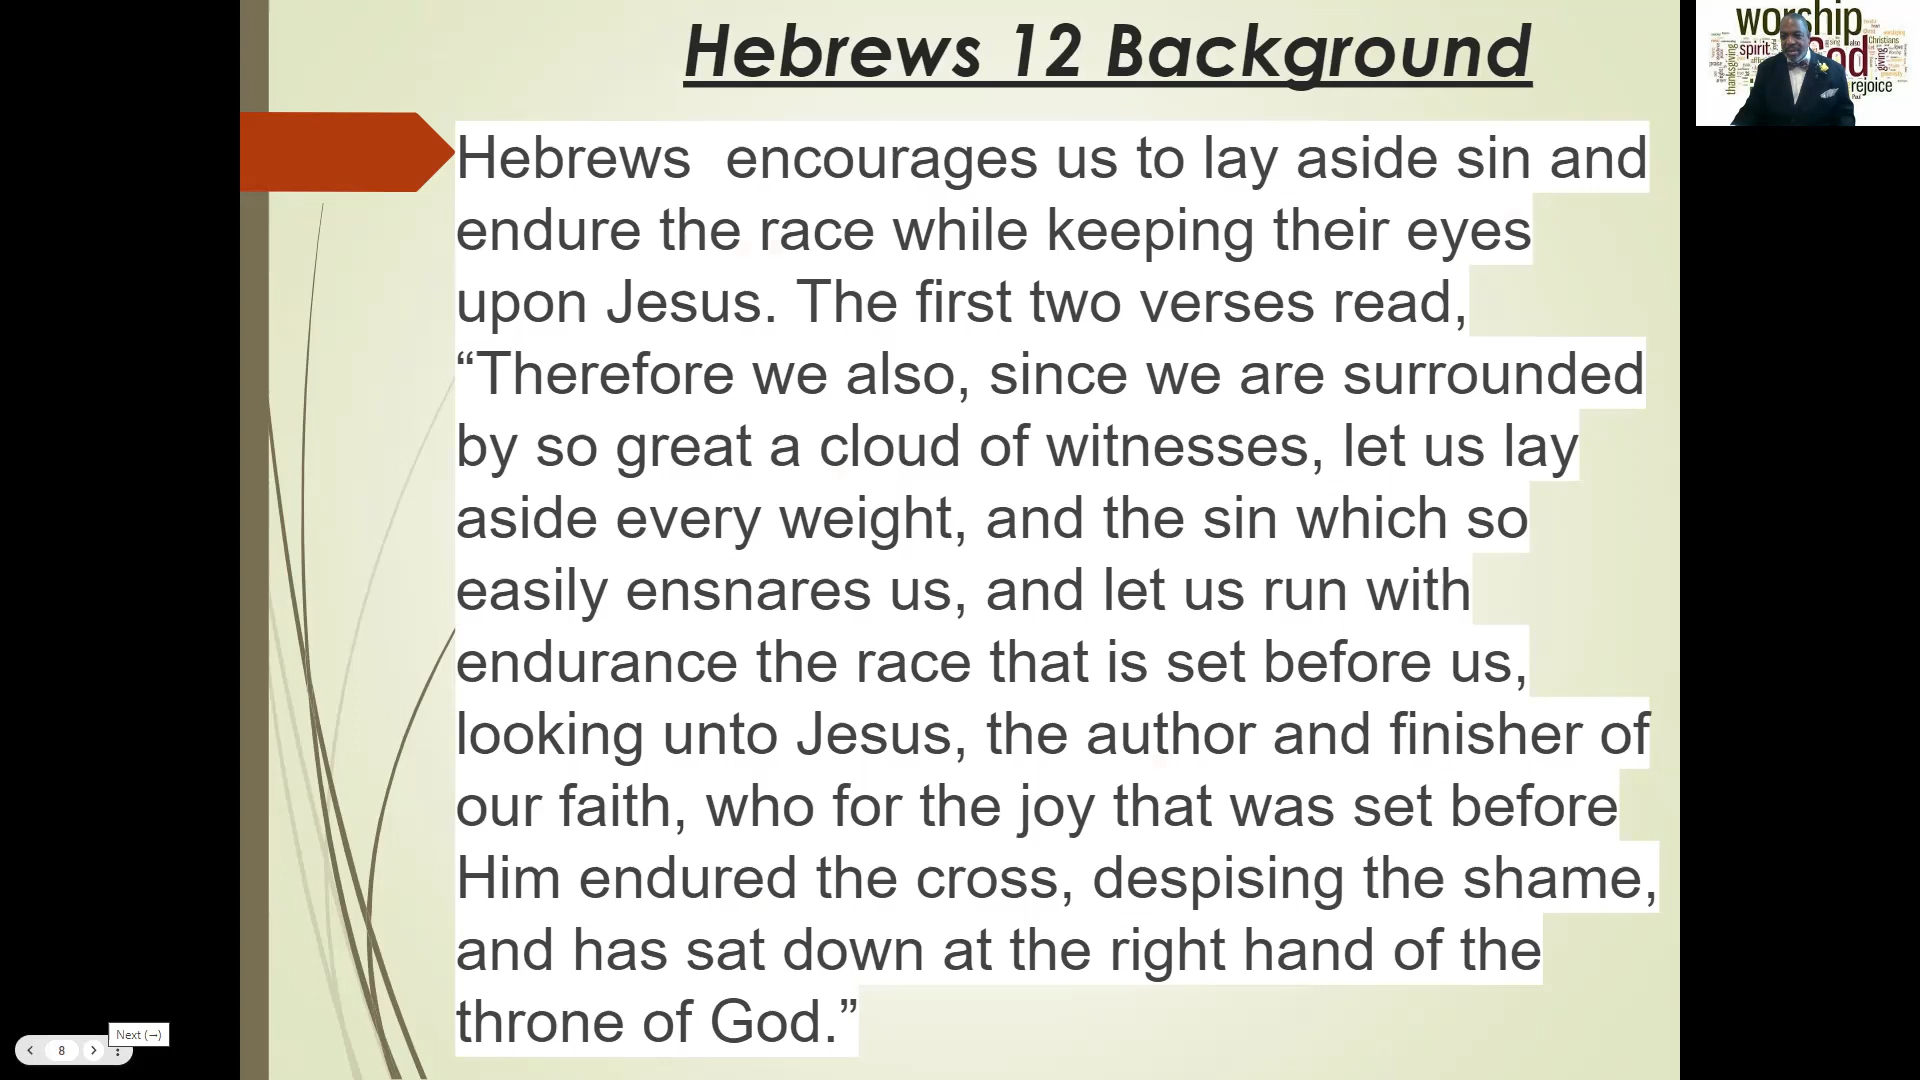 Hebrews 12 Background
Hebrews  encourages us to lay aside sin and
endure the race while keeping their eyes
upon Jesus. The first two verses read,
“Therefore we also, since we are surrounded
by so great a cloud of witnesses, let us lay
aside every weight, and the sin which so
easily ensnares us, and let us run with
endurance the race that is set before us,
looking unto Jesus, the author and finisher of
our faith, who for the joy that was set before
Him endured the cross, despising the shame,
and has sat down at the right hand of the
throne of God.”
worship
spirit
God
Christians
thanksgiving
giving
also
rejoice
Next (→)
8